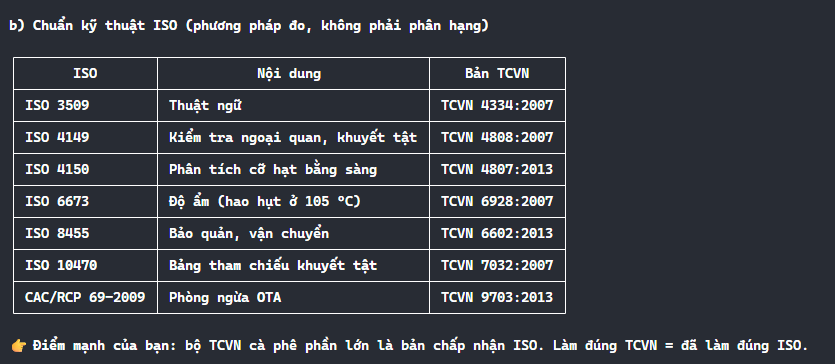 b) Chuẩn kỹ thuật ISO (phương pháp đo, không phải phân hạng)
ISO Nội dung Bản TCVN
ISO 3509 Thuật ngữ TCVN 4334:2007
ISO 4149 Kiểm tra ngoại quan, khuyết tật TCVN 4808:2007
ISO 4150 Phân tích cỡ hạt bằng sàng TCVN 4807:2013
ISO 6673 Độ ẩm (hao hụt ở 105 °C) TCVN 6928:2007
ISO 8455 Bảo quản, vận chuyển TCVN 6602:2013
ISO 10470 Bảng tham chiếu khuyết tật TCVN 7032:2007
CAC/RCP 69-2009 Phòng ngừa OTA TCVN 9703:2013
👉 Điểm mạnh của bạn: bộ TCVN cà phê phần lớn là bản chấp nhận ISO. Làm đúng TCVN = đã làm đúng ISO.